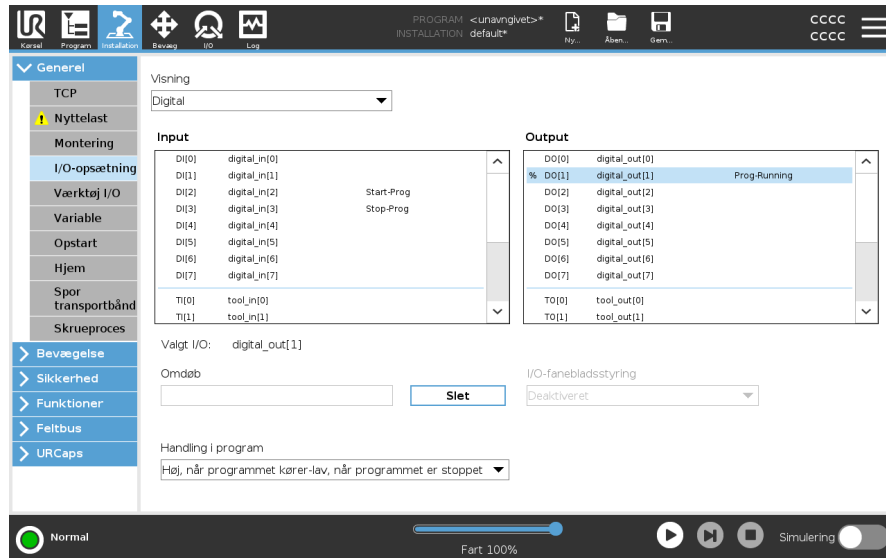 PROGRAM <unavngivet>*
INSTALLATION default*
Kørsel
Program
Installation
Bevæg
I/O
Log
Ny...
Åben...
Gem...
cccc
cccc
Generel
TCP
Nyttelast
Montering
I/O-opsætning
Værktøj I/O
Variable
Opstart
Hjem
Spor
transportbånd
Skrueproces
Bevægelse
Sikkerhed
Funktioner
Feltbus
URCaps
Visning
Digital
Input
DI[0] digital_in[0]
DI[1] digital_in[1]
DI[2] digital_in[2] Start-Prog
DI[3] digital_in[3] Stop-Prog
DI[4] digital_in[4]
DI[5] digital_in[5]
DI[6] digital_in[6]
DI[7] digital_in[7]
TI[0] tool_in[0]
TI[1] tool_in[1]
Output
DO[0] digital_out[0]
% DO[1] digital_out[1] Prog-Running
DO[2] digital_out[2]
DO[3] digital_out[3]
DO[4] digital_out[4]
DO[5] digital_out[5]
DO[6] digital_out[6]
DO[7] digital_out[7]
TO[0] tool_out[0]
TO[1] tool_out[1]
Valgt I/O: digital_out[1]
Omdøb
Slet
I/O-fanebladsstyring
Deaktiveret
Handling i program
Høj, når programmet kører-lav, når programmet er stoppet
Normal
Fart 100%
Simulering